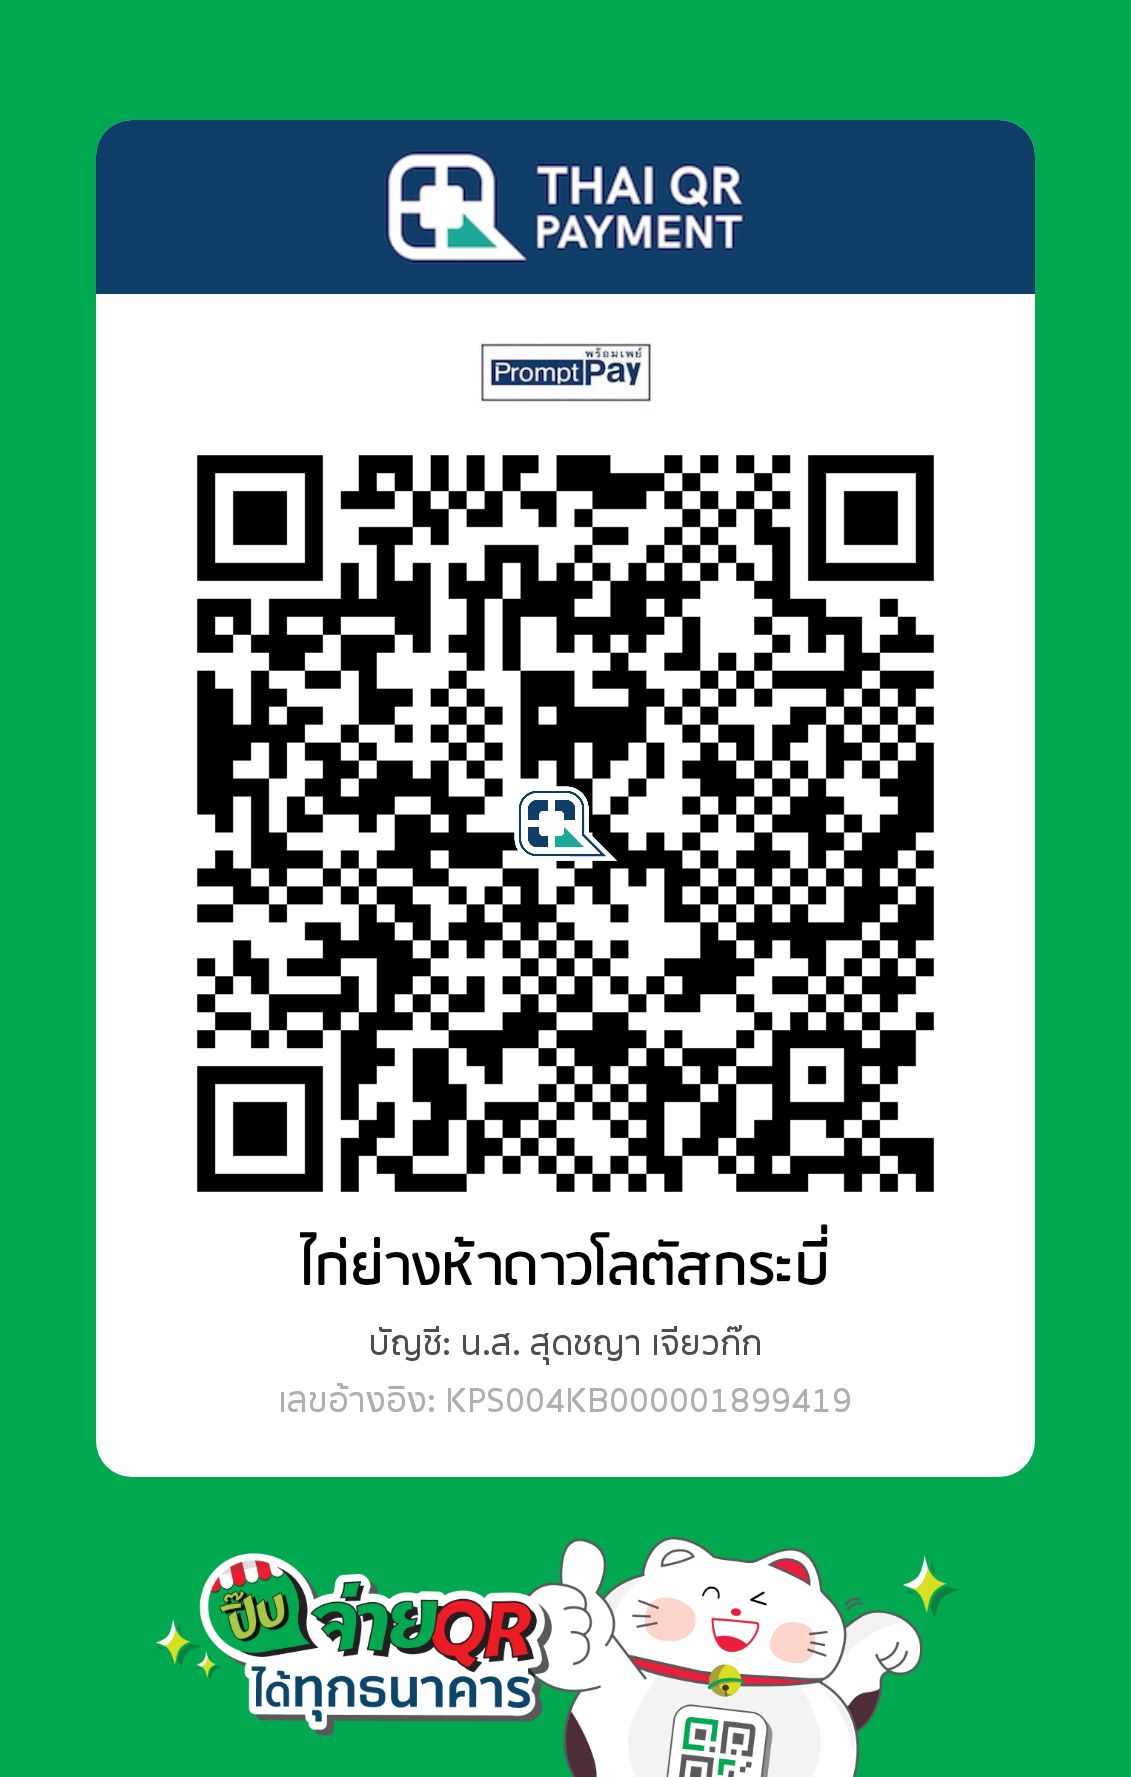 THAI QR
PAYMENT
พร้อมเพย์
PromptPay
ไก่ย่างห้าดาวโลตัสกระบี่
บัญชี: น.ส. สุดชญา เจียวก๊ก
เลขอ้างอิง: KPS004KB000001899419
ปิ๊บ จ่ายQR
ได้ทุกธนาคาร